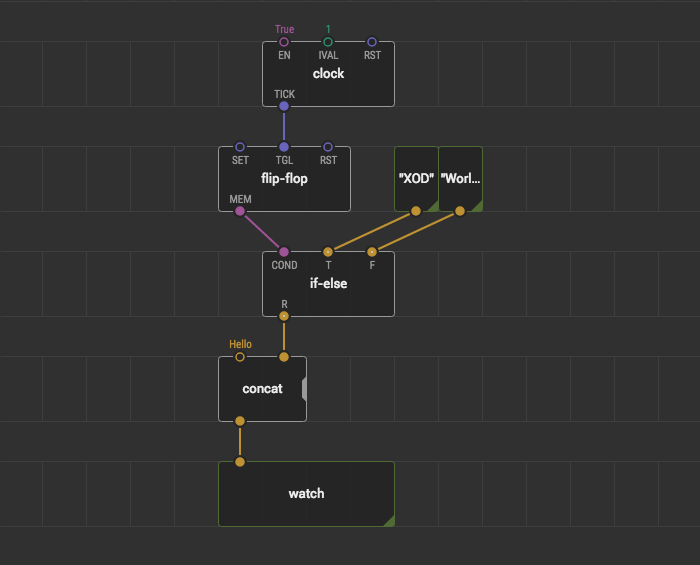 True 1
EN IVAL RST
clock
TICK
SET TGL RST
flip-flop "XOD" "Worl...
MEM
COND T F
if-else
R
Hello
concat
watch